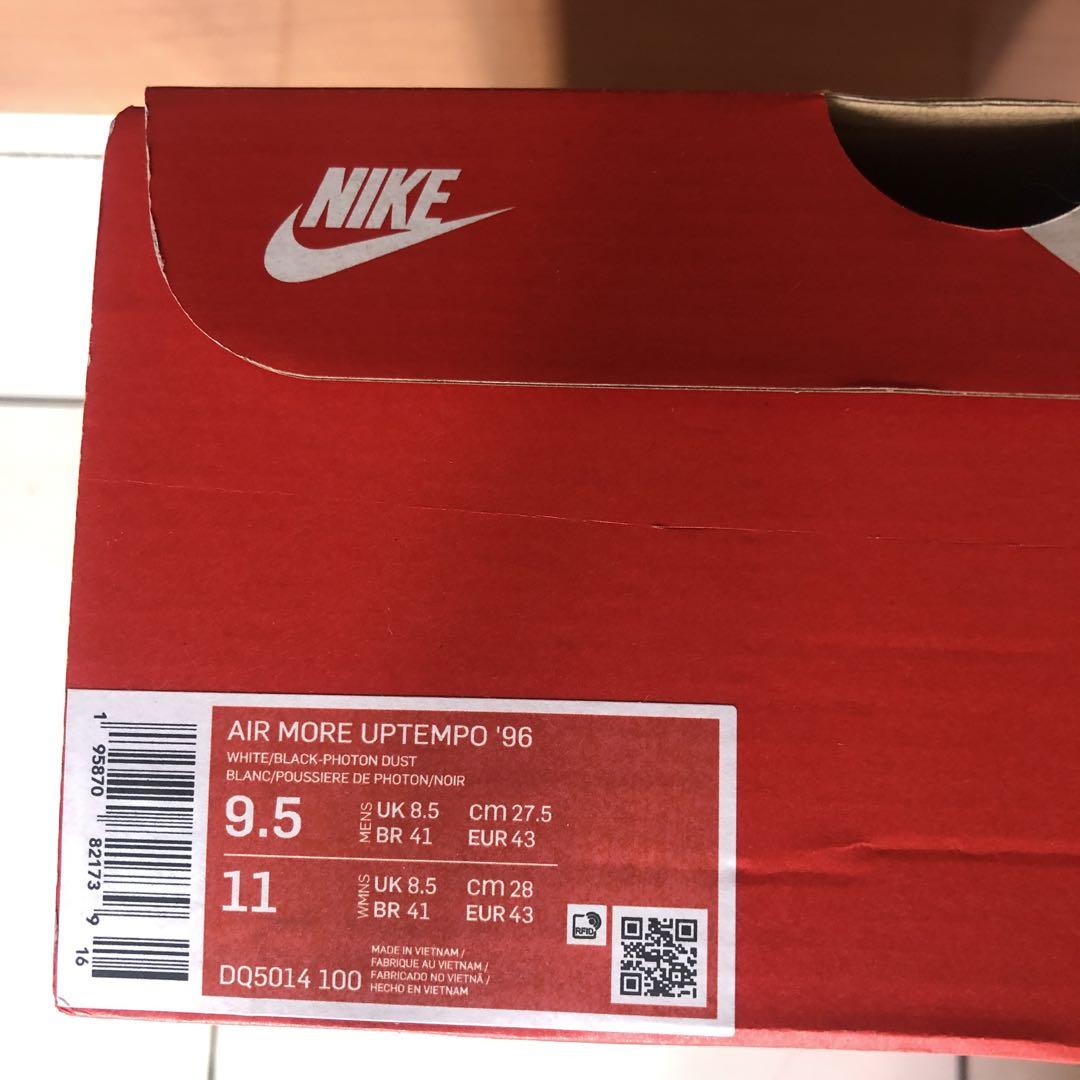 NIKE
AIR MORE UPTEMPO '96
WHITE/BLACK-PHOTON DUST
BLANC/POUSSIERE DE PHOTON/NOIR
9.5 MENS UK 8.5 cm 27.5
BR 41 EUR 43
11 WMNS UK 8.5 cm 28
BR 41 EUR 43
RFID
DQ5014 100
MADE IN VIETNAM /
FABRIQUE AU VIETNAM /
FABRICADO NO VIETNÃ /
HECHO EN VIETNAM
1 95870 82173 9 16